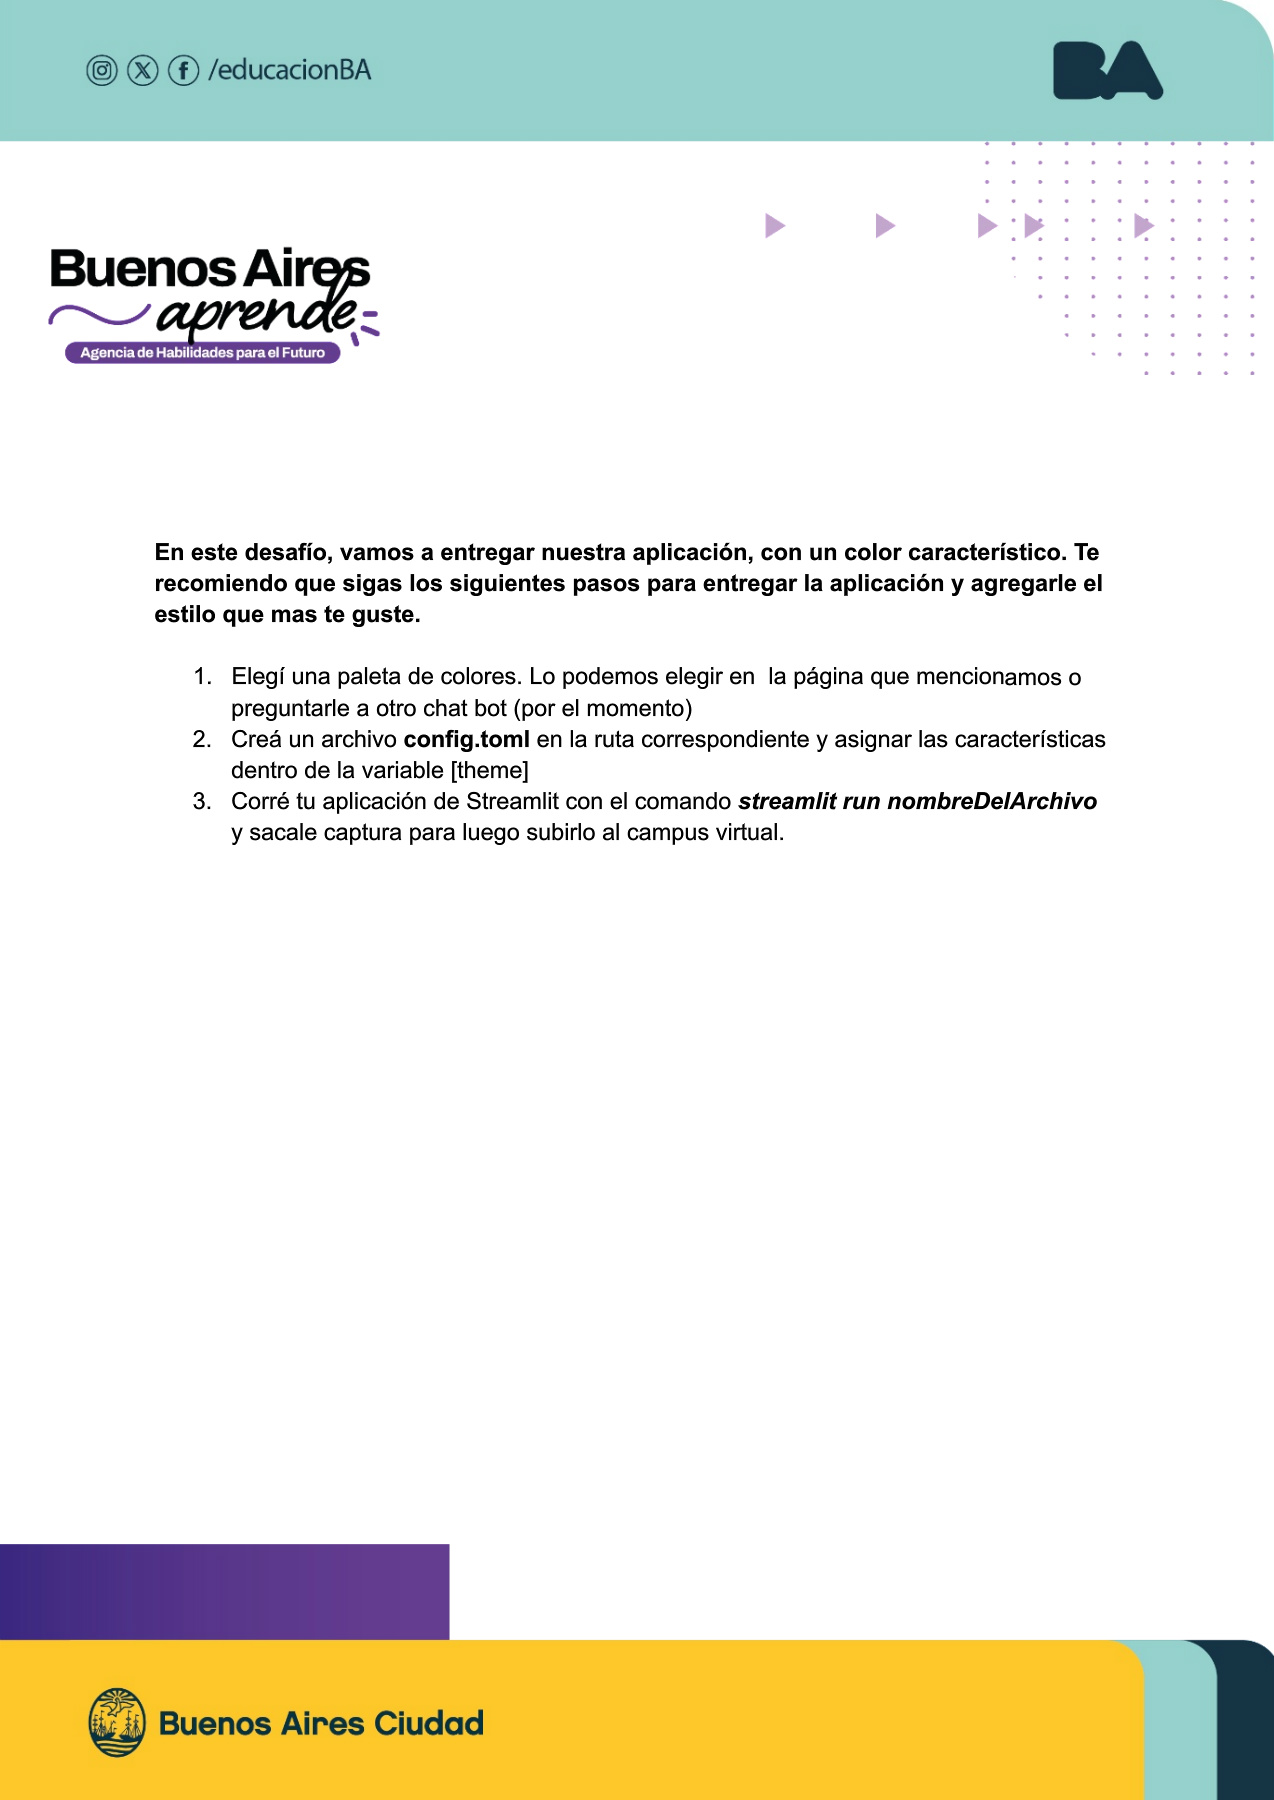 /educacionBA
BA
Buenos Aires
aprende
Agencia de Habilidades para el Futuro
En este desafío, vamos a entregar nuestra aplicación, con un color característico. Te
recomiendo que sigas los siguientes pasos para entregar la aplicación y agregarle el
estilo que mas te guste.
1. Elegí una paleta de colores. Lo podemos elegir en  la página que mencionamos o
preguntarle a otro chat bot (por el momento)
2. Creá un archivo config.toml en la ruta correspondiente y asignar las características
dentro de la variable [theme]
3. Corré tu aplicación de Streamlit con el comando streamlit run nombreDelArchivo
y sacale captura para luego subirlo al campus virtual.
Buenos Aires Ciudad